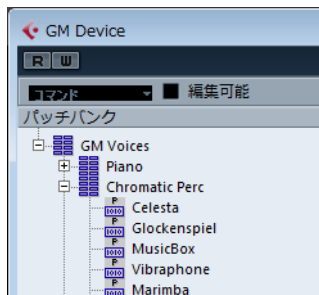 GM Device
R W
コマンド 編集可能
パッチバンク
GM Voices
Piano
Chromatic Perc
Celesta
Glockenspiel
MusicBox
Vibraphone
Marimba